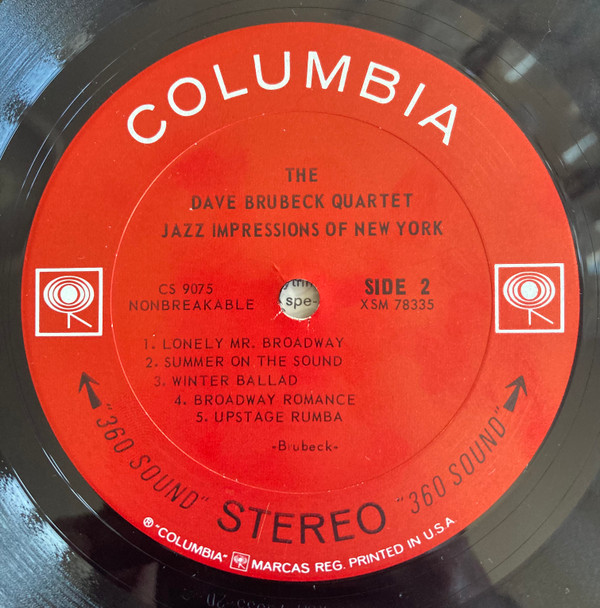 COLUMBIA
THE
DAVE BRUBECK QUARTET
JAZZ IMPRESSIONS OF NEW YORK
CS 9075
NONBREAKABLE
SIDE 2
XSM 78335
spe-
1. LONELY MR. BROADWAY
2. SUMMER ON THE SOUND
3. WINTER BALLAD
4. BROADWAY ROMANCE
5. UPSTAGE RUMBA
-Brubeck-
"360 SOUND" STEREO "360 SOUND"
® "COLUMBIA" MARCAS REG. PRINTED IN U.S.A.